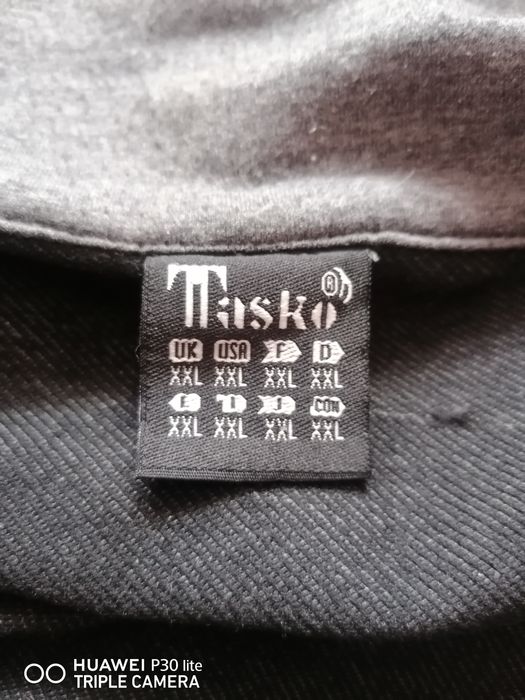 Tasko®
UK USA F D
XXL XXL XXL XXL
E I J CDN
XXL XXL XXL XXL
HUAWEI P30 lite
TRIPLE CAMERA